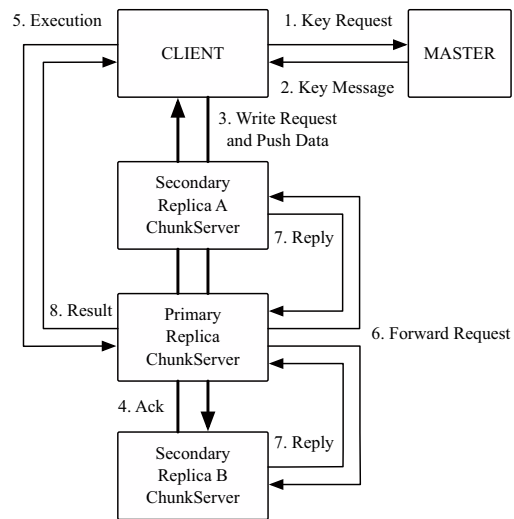 5. Execution
1. Key Request
CLIENT
MASTER
2. Key Message
3. Write Request
and Push Data
Secondary
Replica A
ChunkServer
7. Reply
8. Result
Primary
Replica
ChunkServer
6. Forward Request
4. Ack
7. Reply
Secondary
Replica B
ChunkServer